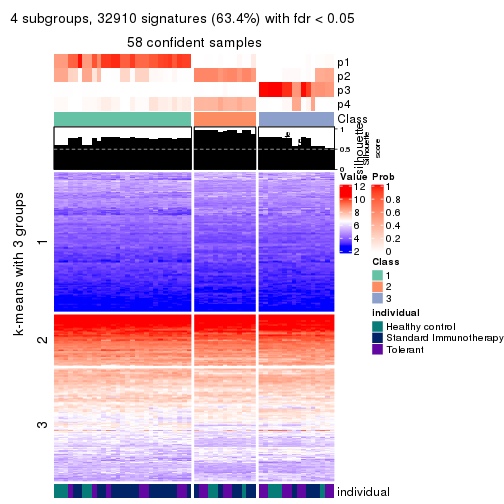 4 subgroups, 32910 signatures (63.4%) with fdr < 0.05
58 confident samples
p1
p2
p3
p4
Class
1
0.5
0
silhouette
Silhouette
score
k-means with 3 groups
1
2
3
Value
12
10
8
6
4
2
Prob
1
0.8
0.6
0.4
0.2
0
Class
1
2
3
individual
Healthy control
Standard Immunotherapy
Tolerant
individual